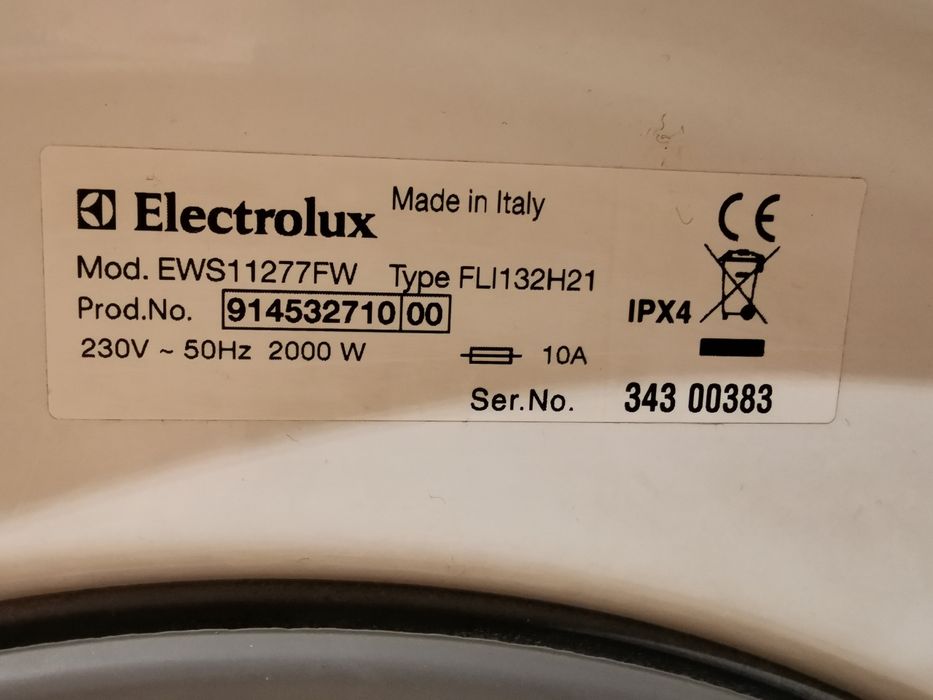 Electrolux Made in Italy CE
Mod. EWS11277FW Type FLI132H21
Prod.No. 914532710 00 IPX4
230V ~ 50Hz 2000 W 10A
Ser.No. 343 00383